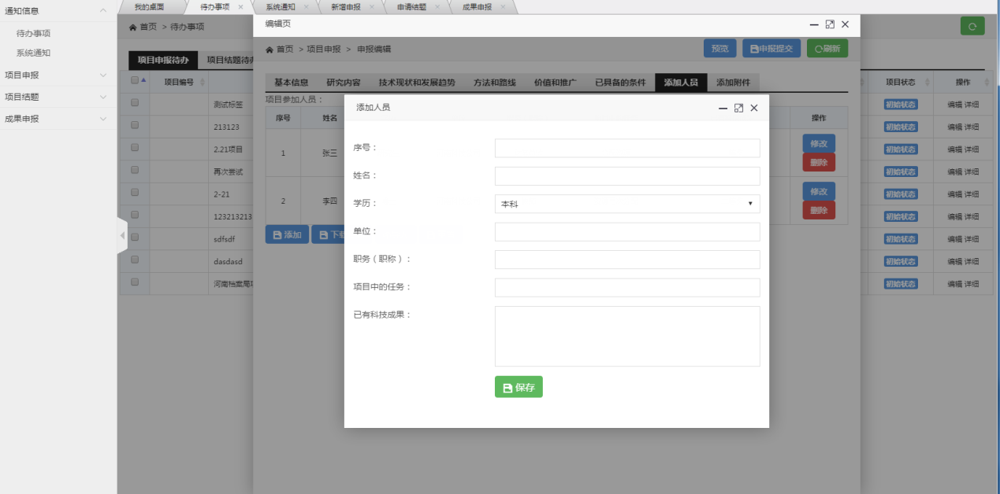 通知信息
待办事项
系统通知
项目申报
项目结题
成果申报
我的桌面 待办事项 × 系统通知 × 新增申报 × 申请结题 × 成果申报 ×
首页 > 待办事项
项目申报待办 项目结题待办
项目编号
测试标签
213123
2.21项目
再次尝试
2-21
123213213
sdfsdf
dasdasd
河南档案局
编辑页
首页 > 项目申报 > 申报编辑
预览 申报提交 刷新
基本信息 研究内容 技术现状和发展趋势 方法和路线 价值和推广 已具备的条件 添加人员 添加附件
项目参加人员：
序号 姓名 操作
1 张三 修改 删除
2 李四 修改 删除
添加 下载
添加人员
序号：
姓名：
学历： 本科
单位：
职务（职称）：
项目中的任务：
已有科技成果：
保存
项目状态 操作
初始状态 编辑 详细
初始状态 编辑 详细
初始状态 编辑 详细
初始状态 编辑 详细
初始状态 编辑 详细
初始状态 编辑 详细
初始状态 编辑 详细
初始状态 编辑 详细
初始状态 编辑 详细